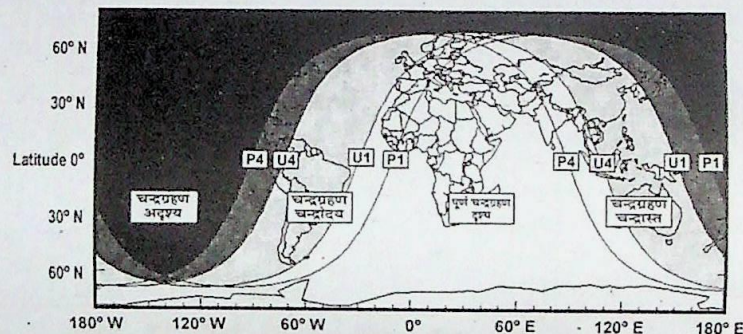 60° N
30° N
Latitude 0°
30° N
60° N
P4 U4 U1 P1 P4 U4 U1 P1
चन्द्रग्रहण
अदृश्य
चन्द्रग्रहण
चन्द्रोदय
पूर्ण चन्द्रग्रहण
दृश्य
चन्द्रग्रहण
चन्द्रास्त
180° W 120° W 60° W 0° 60° E 120° E 180° E